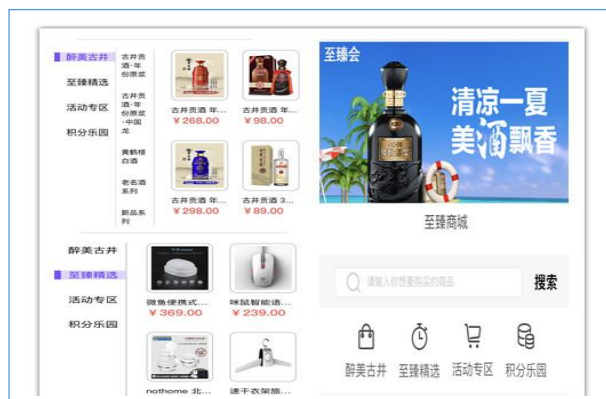 醉美古井
至臻精选
活动专区
积分乐园
古井贡
酒·年
份原浆
古井贡
酒·年
份原浆
·中国
龙
黄鹤楼
白酒
老名酒
系列
新品系
列
古井贡酒 年...
¥268.00
古井贡酒 年...
¥98.00
古井贡酒 年...
¥298.00
古井贡酒 3...
¥89.00
醉美古井
至臻精选
活动专区
积分乐园
微鱼便携式...
¥369.00
咪鼠智能语...
¥239.00
nothome 北...
速干衣架旅...
至臻会
清凉一夏
美酒飘香
至臻商城
请输入你想要购买的商品
搜索
醉美古井
至臻精选
活动专区
积分乐园